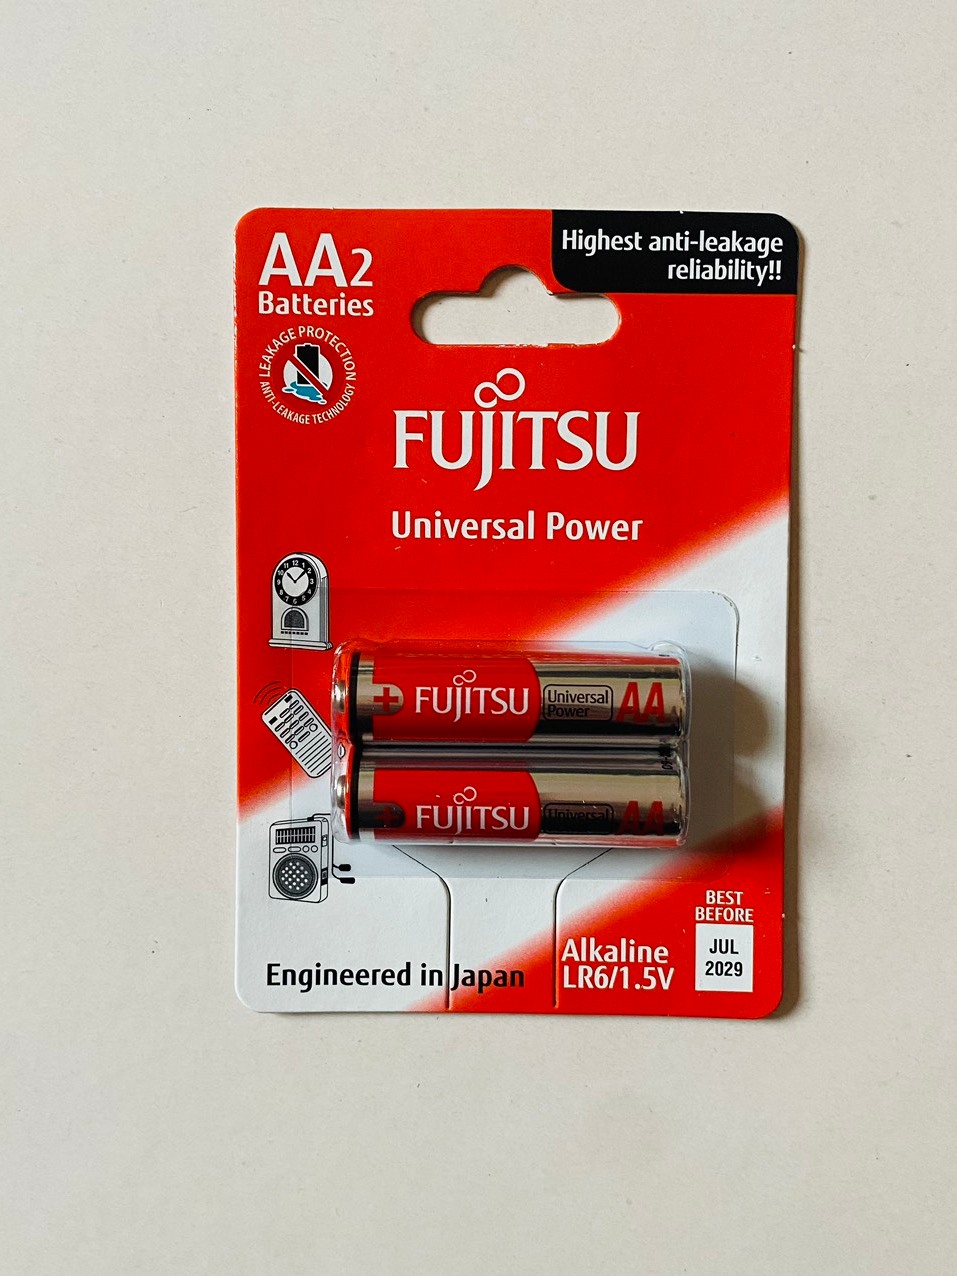 AA2
Batteries
Highest anti-leakage
reliability!!
LEAKAGE PROTECTION
ANTI-LEAKAGE TECHNOLOGY
FUJITSU
Universal Power
+ FUJITSU Universal Power AA
+ FUJITSU Universal AA
BEST
BEFORE
JUL
2029
Engineered in Japan
Alkaline
LR6/1.5V